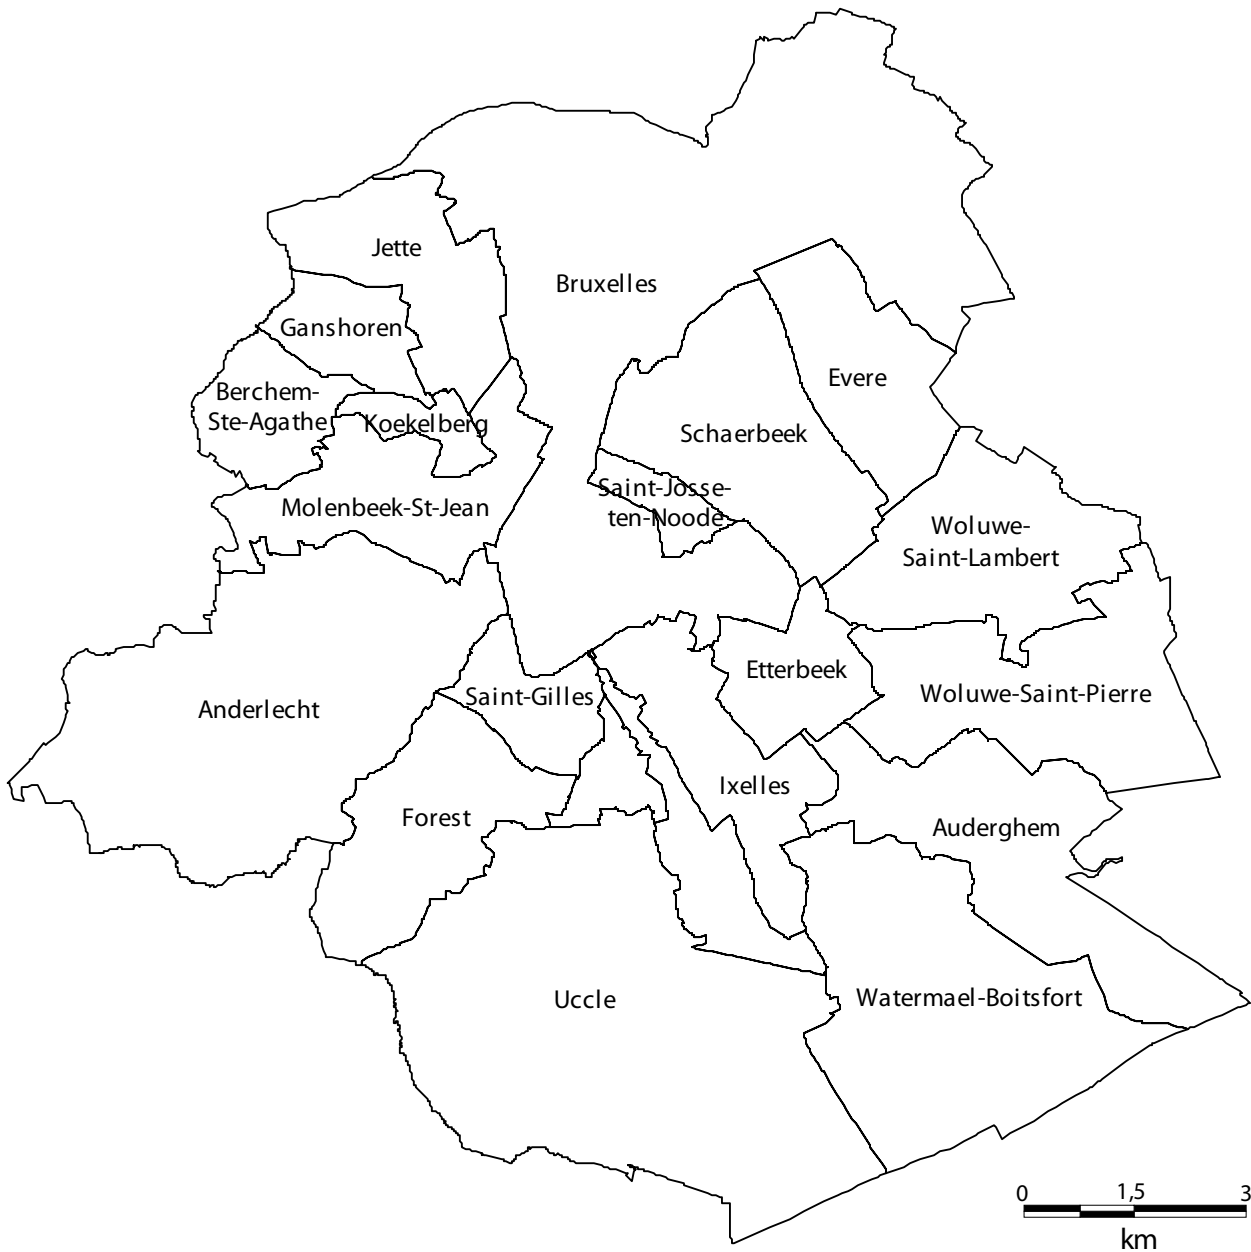 Jette
Bruxelles
Ganshoren
Evere
Berchem-
Ste-Agathe
Koekelberg
Schaerbeek
Saint-Josse-
ten-Noode
Molenbeek-St-Jean
Woluwe-
Saint-Lambert
Etterbeek
Saint-Gilles
Woluwe-Saint-Pierre
Anderlecht
Ixelles
Forest
Auderghem
Uccle
Watermael-Boitsfort
0 1,5 3
km